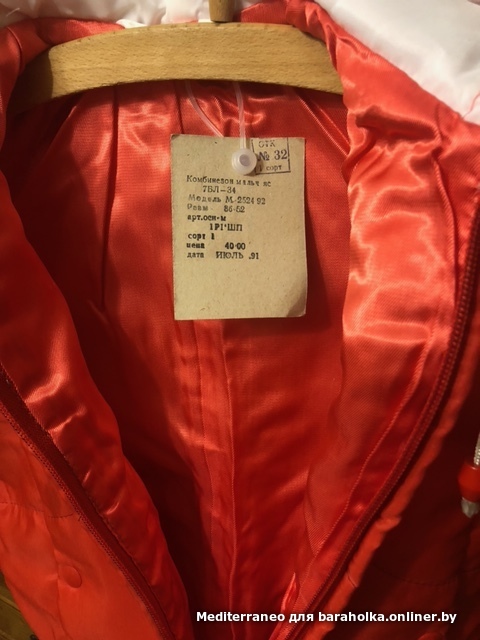 ОТК
№ 32
сорт
Комбинезон мальч яс
7ВЛ-34
Модель М-2524 92
Разм 86-52
арт.осн-м
1Р1*ШП
сорт 1
цена 40-00
дата ИЮЛЬ .91
Mediterraneo для baraholka.onliner.by